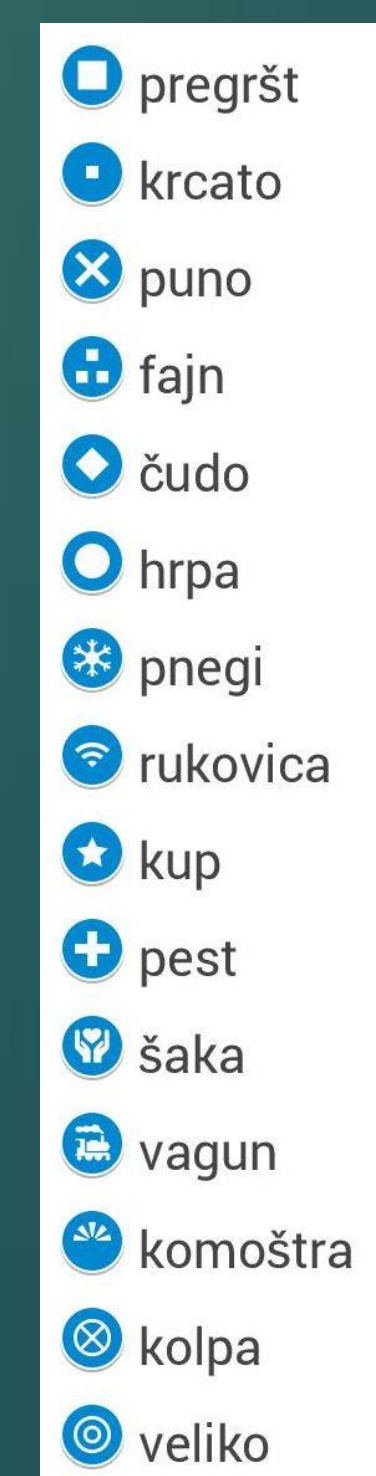 pregršt
krcato
puno
fajn
čudo
hrpa
pnegi
rukovica
kup
pest
šaka
vagun
komoštra
kolpa
veliko